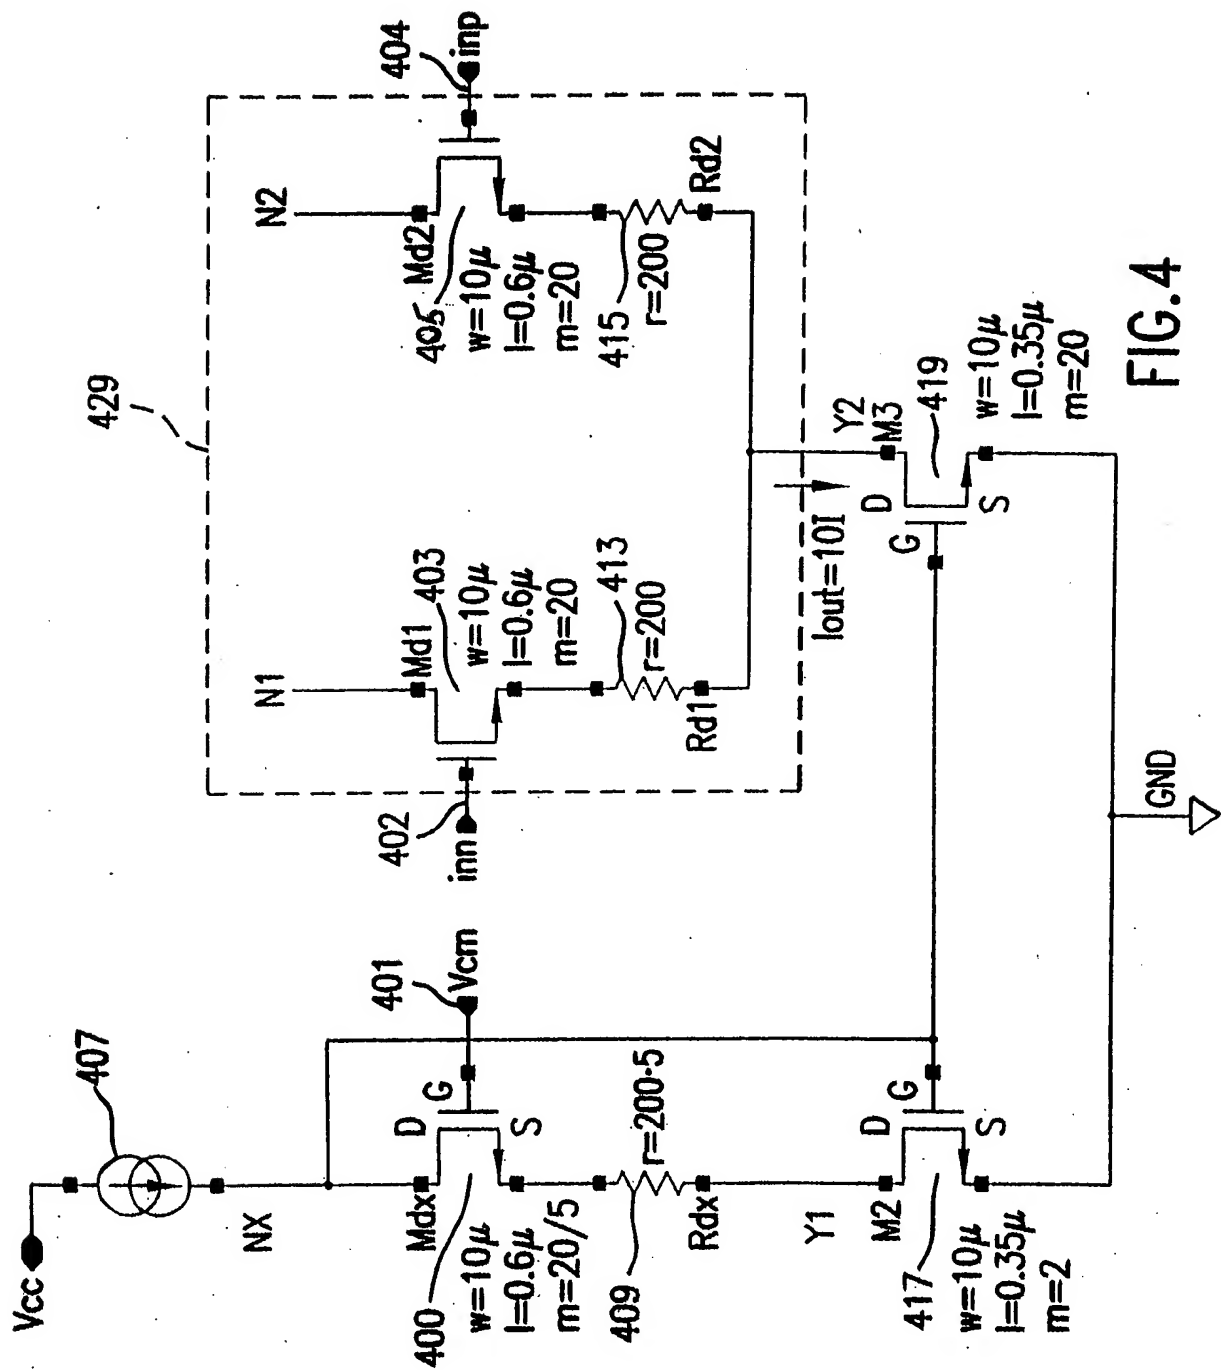 Vcc
407
NX
Mdx
400
w=10μ
l=0.6μ
m=20/5
D
G
S
401
Vcm
409
r=200·5
Rdx
Y1
M2
417
w=10μ
l=0.35μ
m=2
D
G
S
GND
429
N1
Md1
403
w=10μ
l=0.6μ
m=20
402
inn
413
r=200
Rd1
N2
Md2
405
w=10μ
l=0.6μ
m=20
404
inp
415
r=200
Rd2
Iout=10I
Y2
M3
419
D
G
S
w=10μ
l=0.35μ
m=20
FIG.4